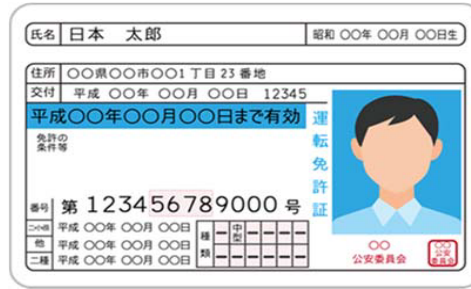 氏名 日本 太郎 昭和 〇〇年 〇〇月 〇〇日生
住所 〇〇県〇〇市〇〇1丁目23番地
交付 平成 〇〇年 〇〇月 〇〇日 12345
平成〇〇年〇〇月〇〇日まで有効
免許の
条件等
運転免許証
番号 第 123456789000 号
二・小・原 平成 〇〇年 〇〇月 〇〇日
他 平成 〇〇年 〇〇月 〇〇日
二種 平成 〇〇年 〇〇月 〇〇日
種類 中型
〇〇
公安委員会
〇〇
公安
委員会